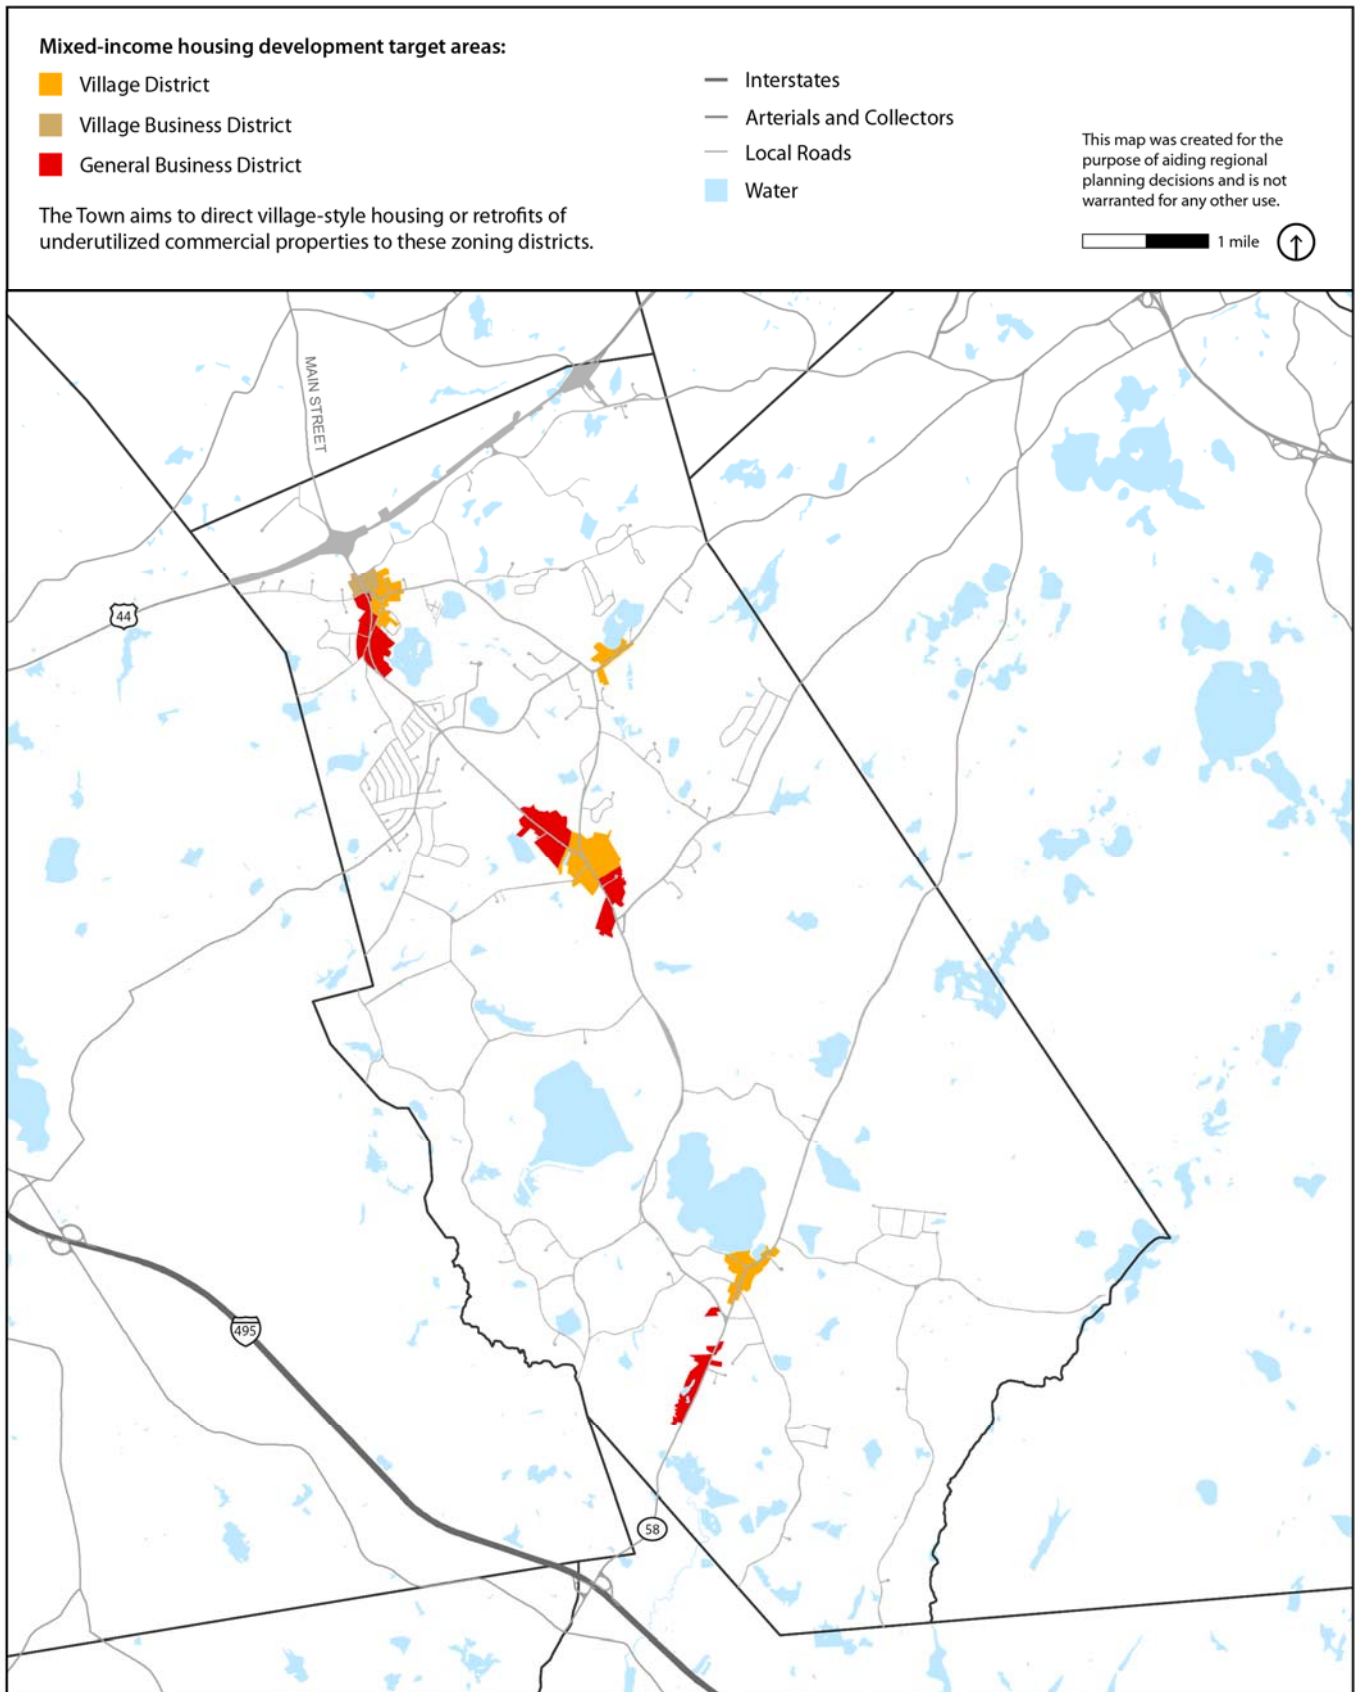 Mixed-income housing development target areas:
Village District
Village Business District
General Business District
The Town aims to direct village-style housing or retrofits of
underutilized commercial properties to these zoning districts.
Interstates
Arterials and Collectors
Local Roads
Water
This map was created for the
purpose of aiding regional
planning decisions and is not
warranted for any other use.
1 mile
MAIN STREET
44
495
58